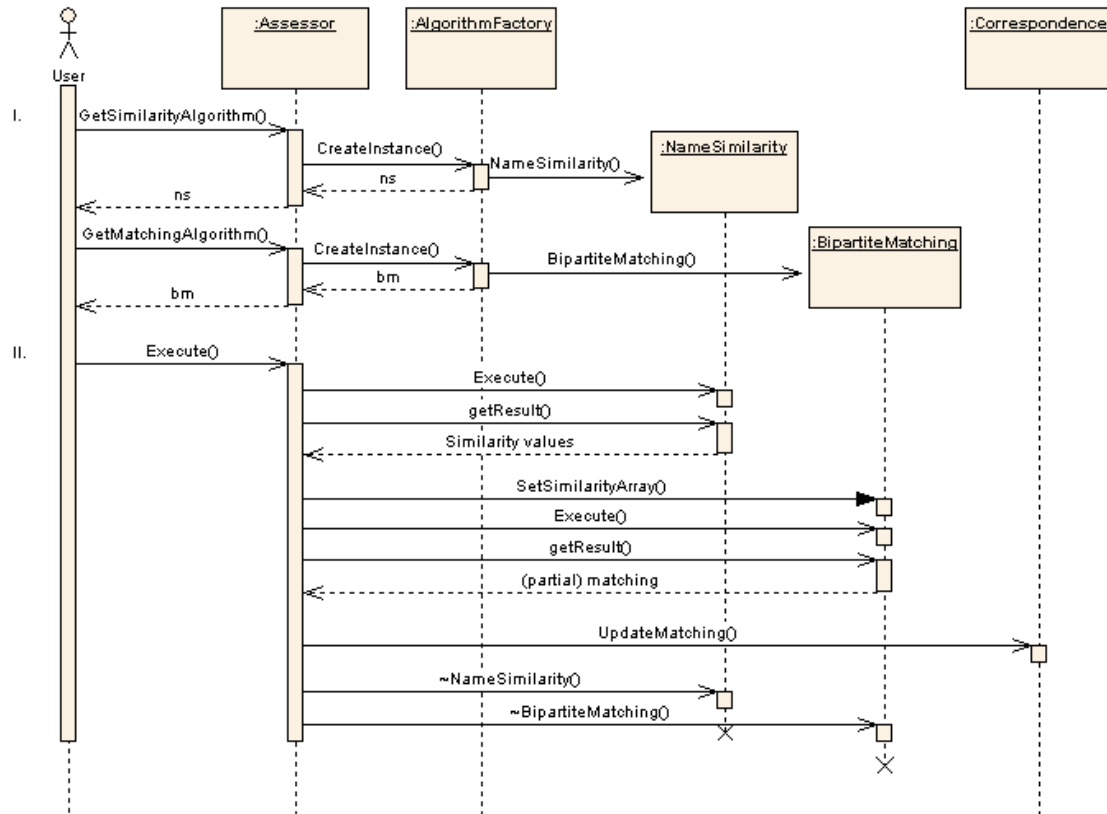 :Assessor
:AlgorithmFactory
:Correspondence
User
I.
GetSimilarityAlgorithm()
CreateInstance()
NameSimilarity()
:NameSimilarity
ns
ns
GetMatchingAlgorithm()
CreateInstance()
BipartiteMatching()
:BipartiteMatching
bm
bm
II.
Execute()
Execute()
getResult()
Similarity values
SetSimilarityArray()
Execute()
getResult()
(partial) matching
UpdateMatching()
~NameSimilarity()
~BipartiteMatching()